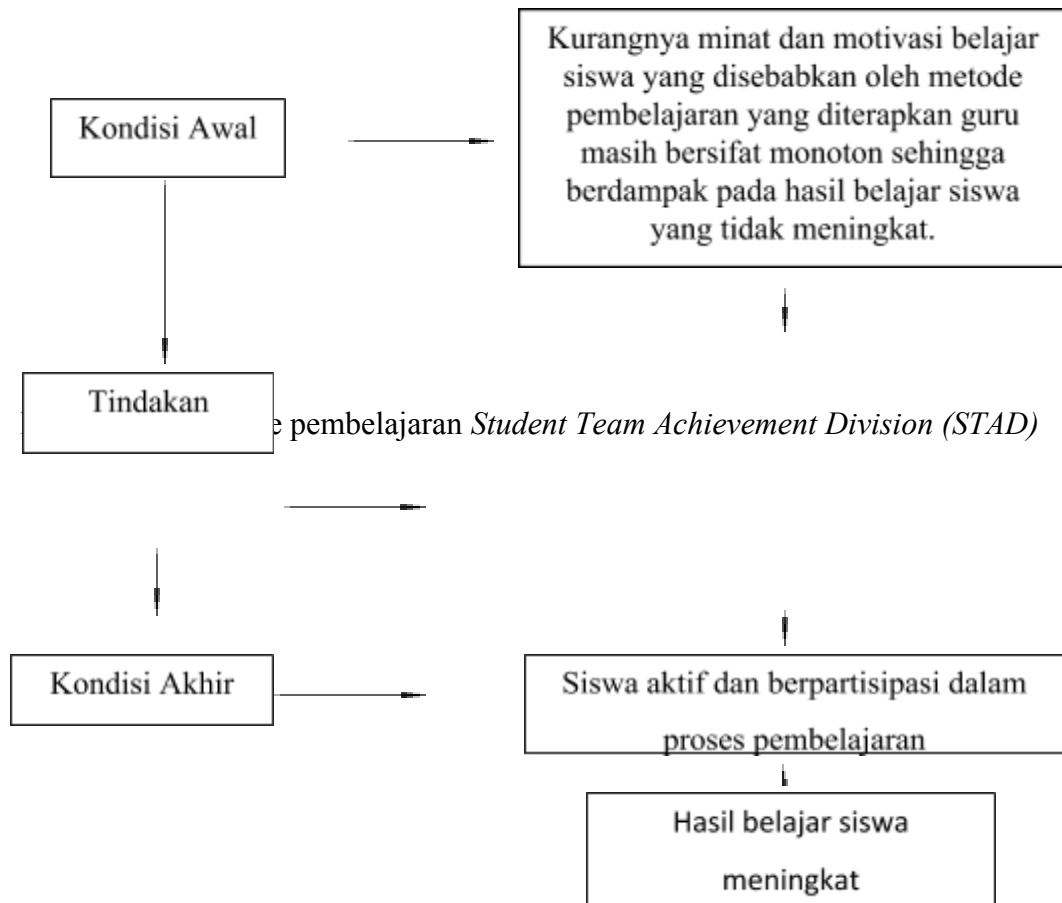 Kondisi Awal
Kurangnya minat dan motivasi belajar
siswa yang disebabkan oleh metode
pembelajaran yang diterapkan guru
masih bersifat monoton sehingga
berdampak pada hasil belajar siswa
yang tidak meningkat.
Tindakan
pembelajaran Student Team Achievement Division (STAD)
Kondisi Akhir
Siswa aktif dan berpartisipasi dalam
proses pembelajaran
Hasil belajar siswa
meningkat